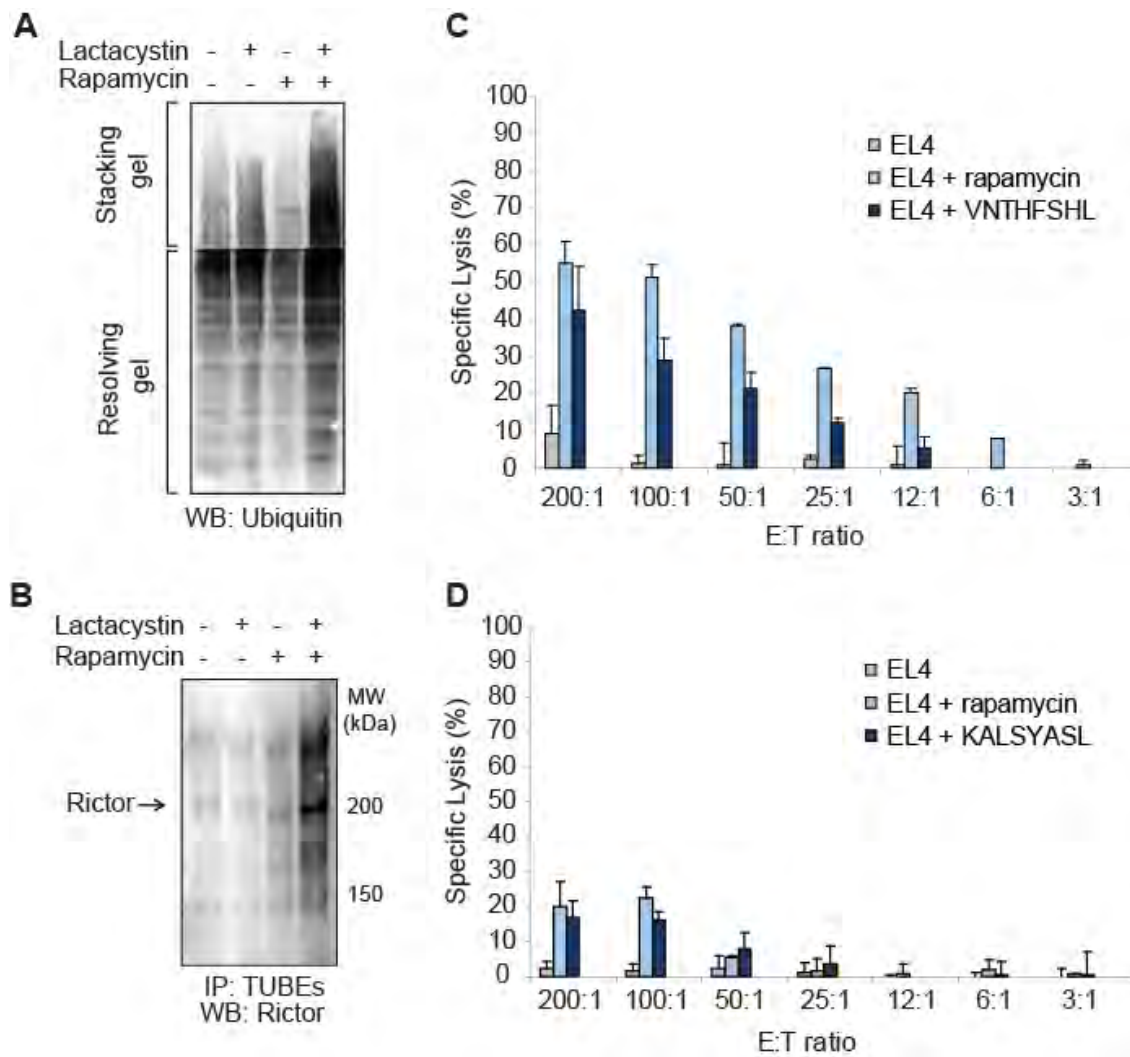 A
Lactacystin - + - +
Rapamycin - - + +
Stacking gel
Resolving gel
WB: Ubiquitin
B
Lactacystin - + - +
Rapamycin - - + +
MW
(kDa)
Rictor→
200
150
IP: TUBEs
WB: Rictor
C
100
90
80
70
60
50
40
30
20
10
0
Specific Lysis (%)
EL4
EL4 + rapamycin
EL4 + VNTHFSHL
200:1 100:1 50:1 25:1 12:1 6:1 3:1
E:T ratio
D
100
90
80
70
60
50
40
30
20
10
0
Specific Lysis (%)
EL4
EL4 + rapamycin
EL4 + KALSYASL
200:1 100:1 50:1 25:1 12:1 6:1 3:1
E:T ratio